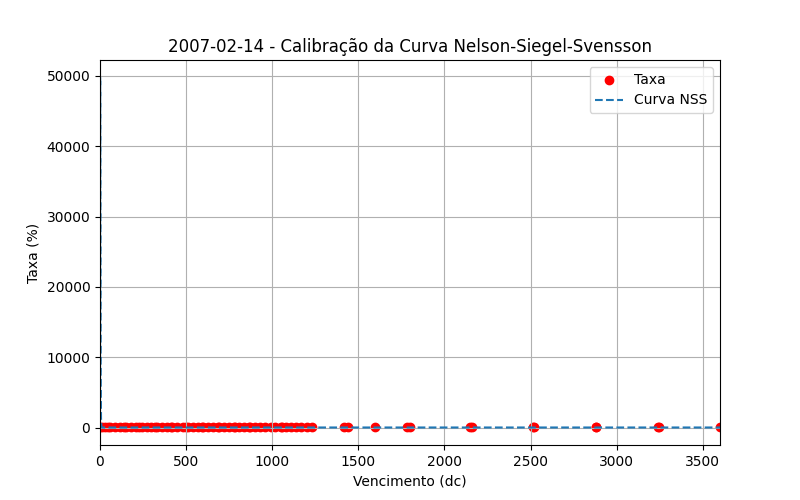 2007-02-14 - Calibração da Curva Nelson-Siegel-Svensson
Taxa
Curva NSS
Taxa (%)
50000
40000
30000
20000
10000
0
0 500 1000 1500 2000 2500 3000 3500
Vencimento (dc)